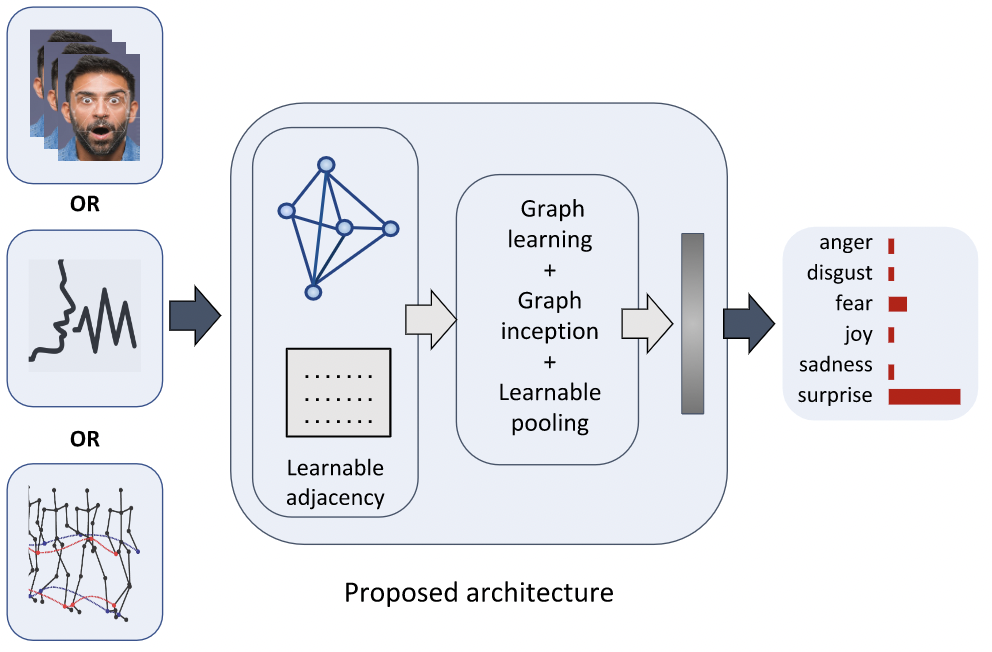 OR
OR
Learnable
adjacency
Graph
learning
+
Graph
inception
+
Learnable
pooling
anger
disgust
fear
joy
sadness
surprise
Proposed architecture